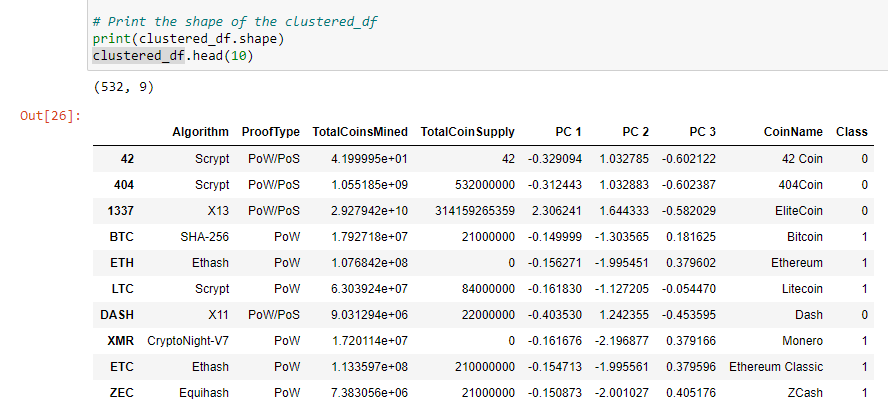 # Print the shape of the clustered_df
print(clustered_df.shape)
clustered_df.head(10)
(532, 9)
Out[26]:
Algorithm ProofType TotalCoinsMined TotalCoinSupply PC 1 PC 2 PC 3 CoinName Class
42 Scrypt PoW/PoS 4.199995e+01 42 -0.329094 1.032785 -0.602122 42 Coin 0
404 Scrypt PoW/PoS 1.055185e+09 532000000 -0.312443 1.032883 -0.602387 404Coin 0
1337 X13 PoW/PoS 2.927942e+10 314159265359 2.306241 1.644333 -0.582029 EliteCoin 0
BTC SHA-256 PoW 1.792718e+07 21000000 -0.149999 -1.303565 0.181625 Bitcoin 1
ETH Ethash PoW 1.076842e+08 0 -0.156271 -1.995451 0.379602 Ethereum 1
LTC Scrypt PoW 6.303924e+07 84000000 -0.161830 -1.127205 -0.054470 Litecoin 1
DASH X11 PoW/PoS 9.031294e+06 22000000 -0.403530 1.242355 -0.453595 Dash 0
XMR CryptoNight-V7 PoW 1.720114e+07 0 -0.161676 -2.196877 0.379166 Monero 1
ETC Ethash PoW 1.133597e+08 210000000 -0.154713 -1.995561 0.379596 Ethereum Classic 1
ZEC Equihash PoW 7.383056e+06 21000000 -0.150873 -2.001027 0.405176 ZCash 1